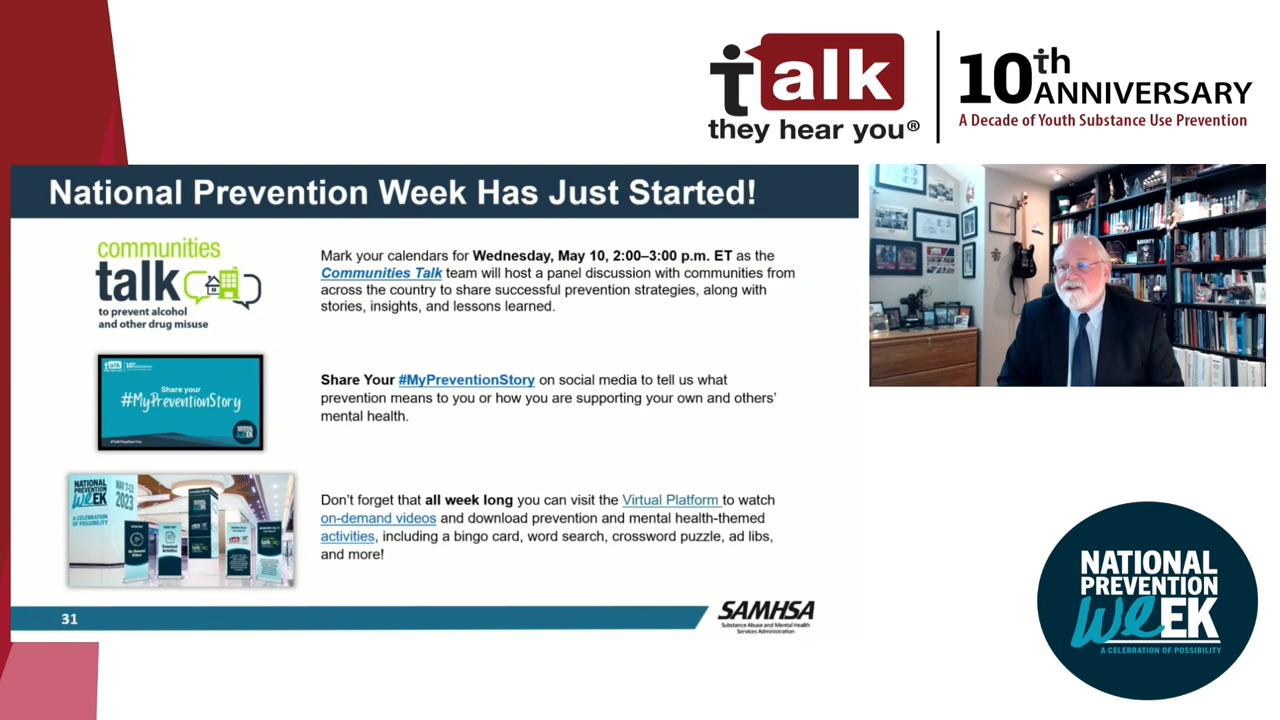 talk
they hear you®
10th
ANNIVERSARY
A Decade of Youth Substance Use Prevention
National Prevention Week Has Just Started!
communities
talk
to prevent alcohol
and other drug misuse
Mark your calendars for Wednesday, May 10, 2:00–3:00 p.m. ET as the
Communities Talk team will host a panel discussion with communities from
across the country to share successful prevention strategies, along with
stories, insights, and lessons learned.
talk
Share your
#MyPreventionStory
Share Your #MyPreventionStory on social media to tell us what
prevention means to you or how you are supporting your own and others’
mental health.
NATIONAL
PREVENTION
WeEK
A CELEBRATION
OF POSSIBILITY
MAY 7-13
2023
Don’t forget that all week long you can visit the Virtual Platform to watch
on-demand videos and download prevention and mental health-themed
activities, including a bingo card, word search, crossword puzzle, ad libs,
and more!
31
SAMHSA
Substance Abuse and Mental Health
Services Administration
NATIONAL
PREVENTION
WeEK
A CELEBRATION OF POSSIBILITY